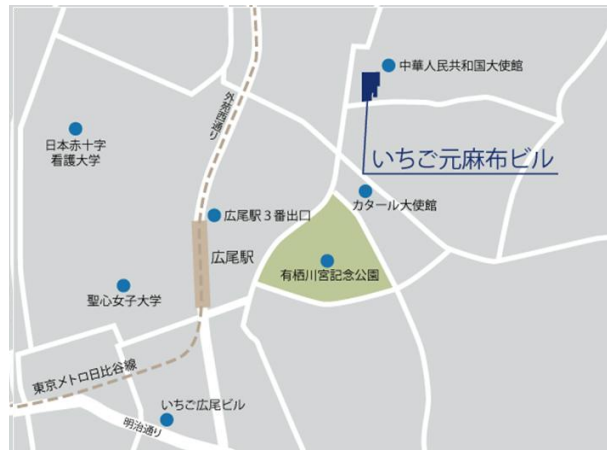 中華人民共和国大使館
外苑西通り
日本赤十字
看護大学
いちご元麻布ビル
カタール大使館
広尾駅3番出口
広尾駅
有栖川宮記念公園
聖心女子大学
東京メトロ日比谷線
いちご広尾ビル
明治通り